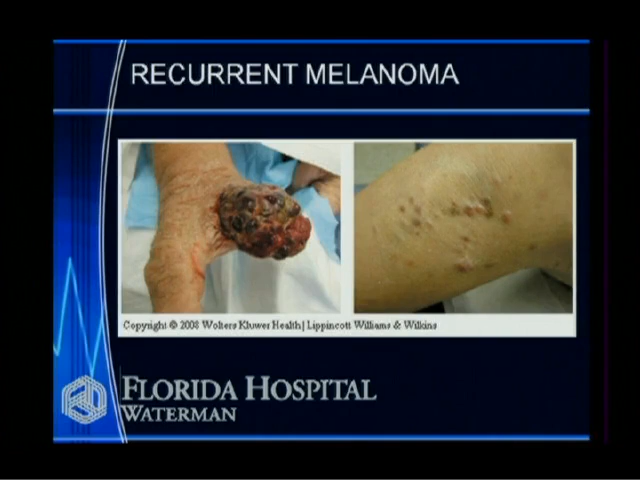 RECURRENT MELANOMA
Copyright © 2008 Wolters Kluwer Health | Lippincott Williams & Wilkins
FLORIDA HOSPITAL
WATERMAN